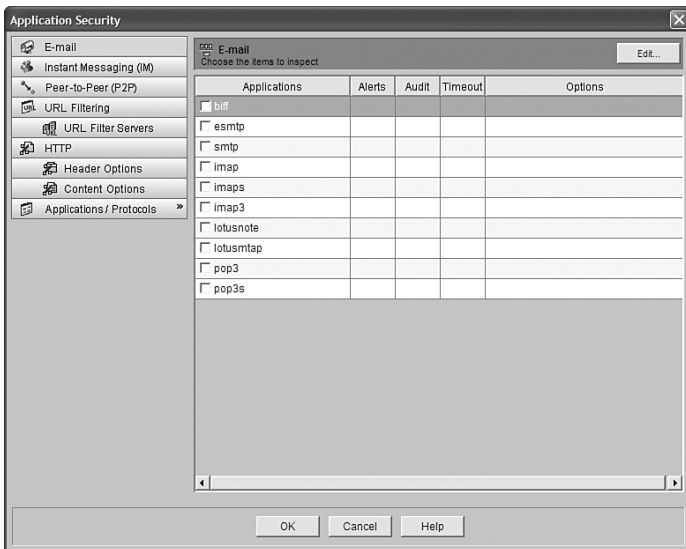 Application Security
E-mail
Instant Messaging (IM)
Peer-to-Peer (P2P)
URL Filtering
URL Filter Servers
HTTP
Header Options
Content Options
Applications / Protocols »
E-mail
Choose the items to inspect
Edit...
Applications Alerts Audit Timeout Options
biff
esmtp
smtp
imap
imaps
imap3
lotusnote
lotusmtap
pop3
pop3s
OK Cancel Help